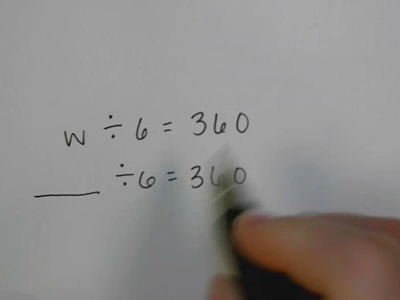 w ÷ 6 = 360
___ ÷ 6 = 360